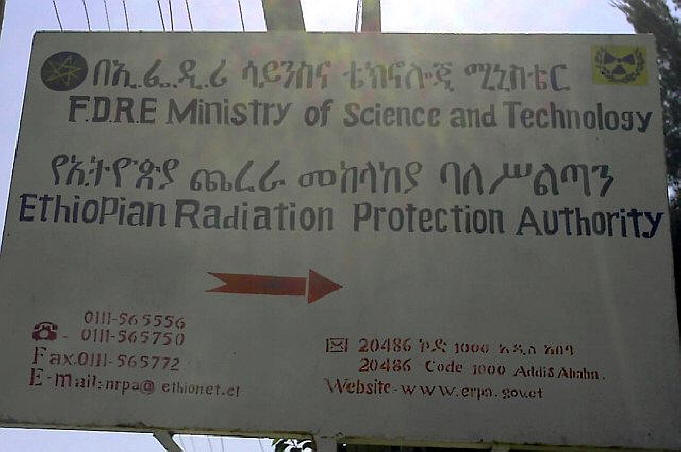 በኢ.ፌ.ዲ.ሪ ሳይንስና ቴክኖሎጂ ሚኒስቴር
F.D.R.E Ministry of Science and Technology
የኢትዮጵያ ጨረራ መከላከያ ባለሥልጣን
EthioPian Radiation Protection Authority
0111-565556
0111-565750
Fax.0111-565772
E-mail:nrpa@ethionet.et
20486 ኮድ 1000 አዲስ አበባ
20486 Code 1000 Addis Ababa.
Website-www.erpa.gov.et